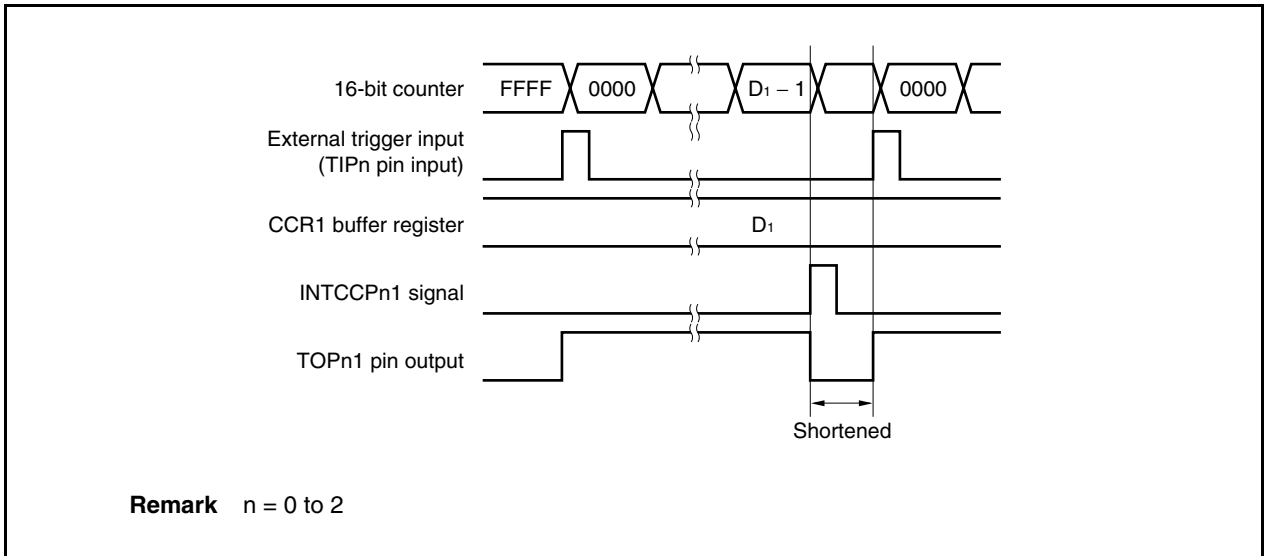 16-bit counter FFFF 0000 D₁ − 1 0000
External trigger input
(TIPn pin input)
CCR1 buffer register D₁
INTCCPn1 signal
TOPn1 pin output
Shortened
Remark n = 0 to 2